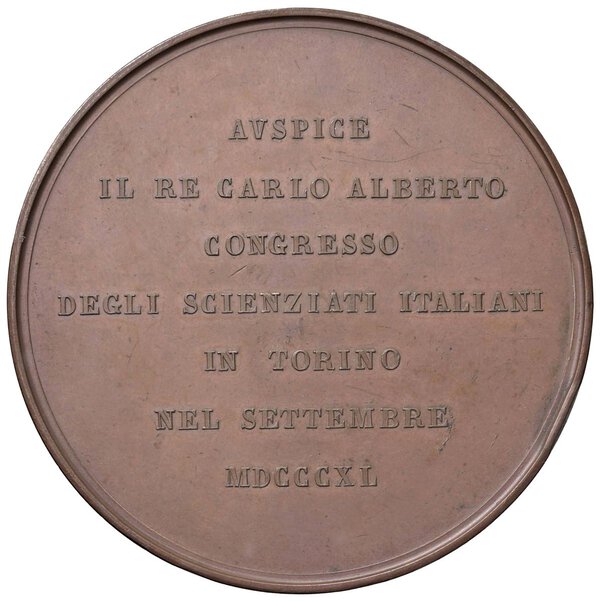 AVSPICE
IL RE CARLO ALBERTO
CONGRESSO
DEGLI SCIENZIATI ITALIANI
IN TORINO
NEL SETTEMBRE
MDCCCXL